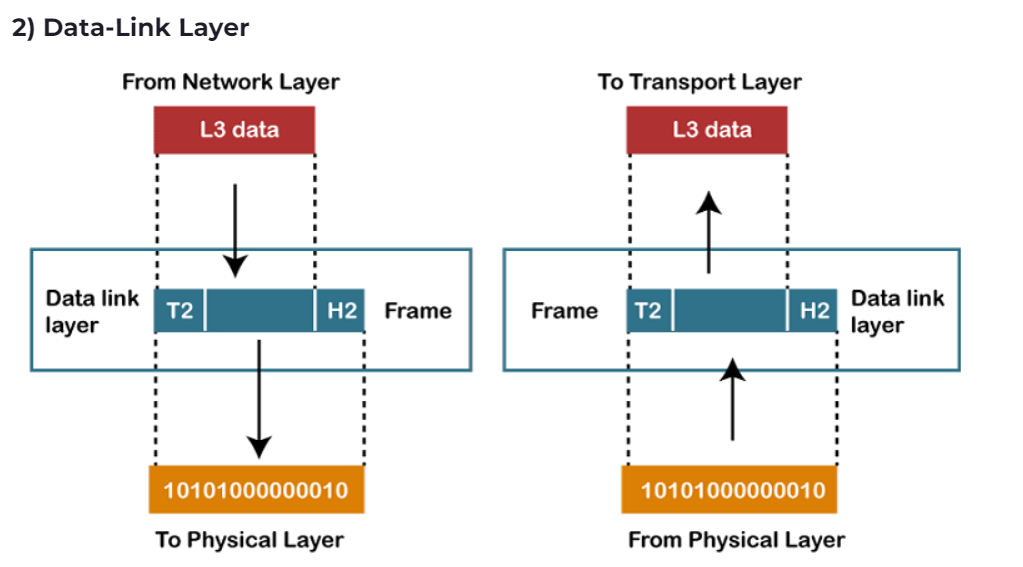 2) Data-Link Layer
From Network Layer
L3 data
Data link
layer
T2
H2
Frame
10101000000010
To Physical Layer
To Transport Layer
L3 data
Frame
T2
H2
Data link
layer
10101000000010
From Physical Layer